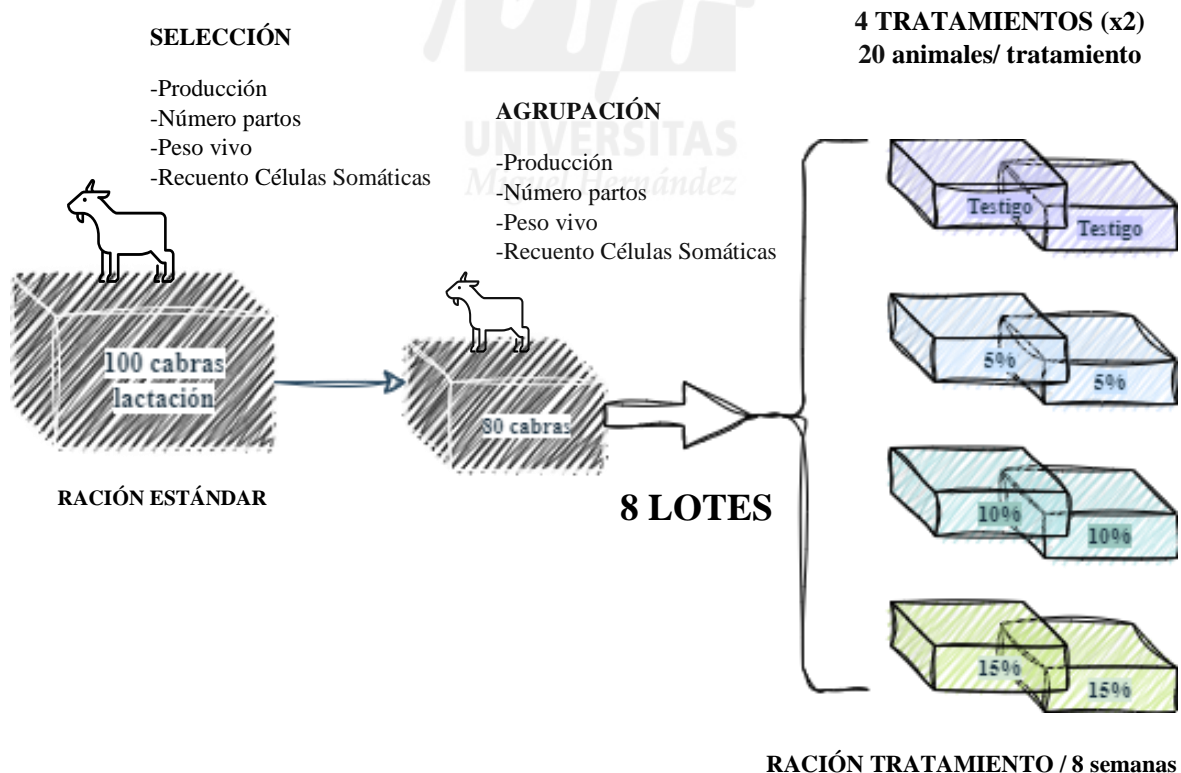 SELECCIÓN
-Producción
-Número partos
-Peso vivo
-Recuento Células Somáticas
100 cabras
lactación
RACIÓN ESTÁNDAR
UNIVERSITAS
Miguel Hernández
AGRUPACIÓN
-Producción
-Número partos
-Peso vivo
-Recuento Células Somáticas
80 cabras
8 LOTES
4 TRATAMIENTOS (x2)
20 animales/ tratamiento
Testigo
Testigo
5%
5%
10%
10%
15%
15%
RACIÓN TRATAMIENTO / 8 semanas